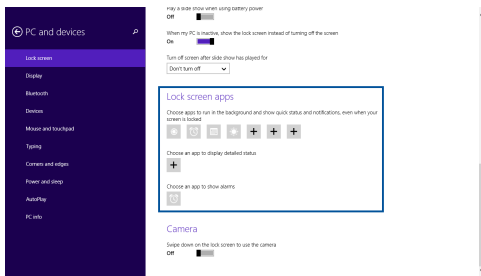 Play a slide show when using battery power
Off
PC and devices
When my PC is inactive, show the lock screen instead of turning off the screen
On
Lock screen
Turn off screen after slide show has played for
Don't turn off
Display
Bluetooth
Devices
Mouse and touchpad
Typing
Corners and edges
Power and sleep
AutoPlay
PC info
Lock screen apps
Choose apps to run in the background and show quick status and notifications, even when your
screen is locked
Choose an app to display detailed status
Choose an app to show alarms
Camera
Swipe down on the lock screen to use the camera
Off